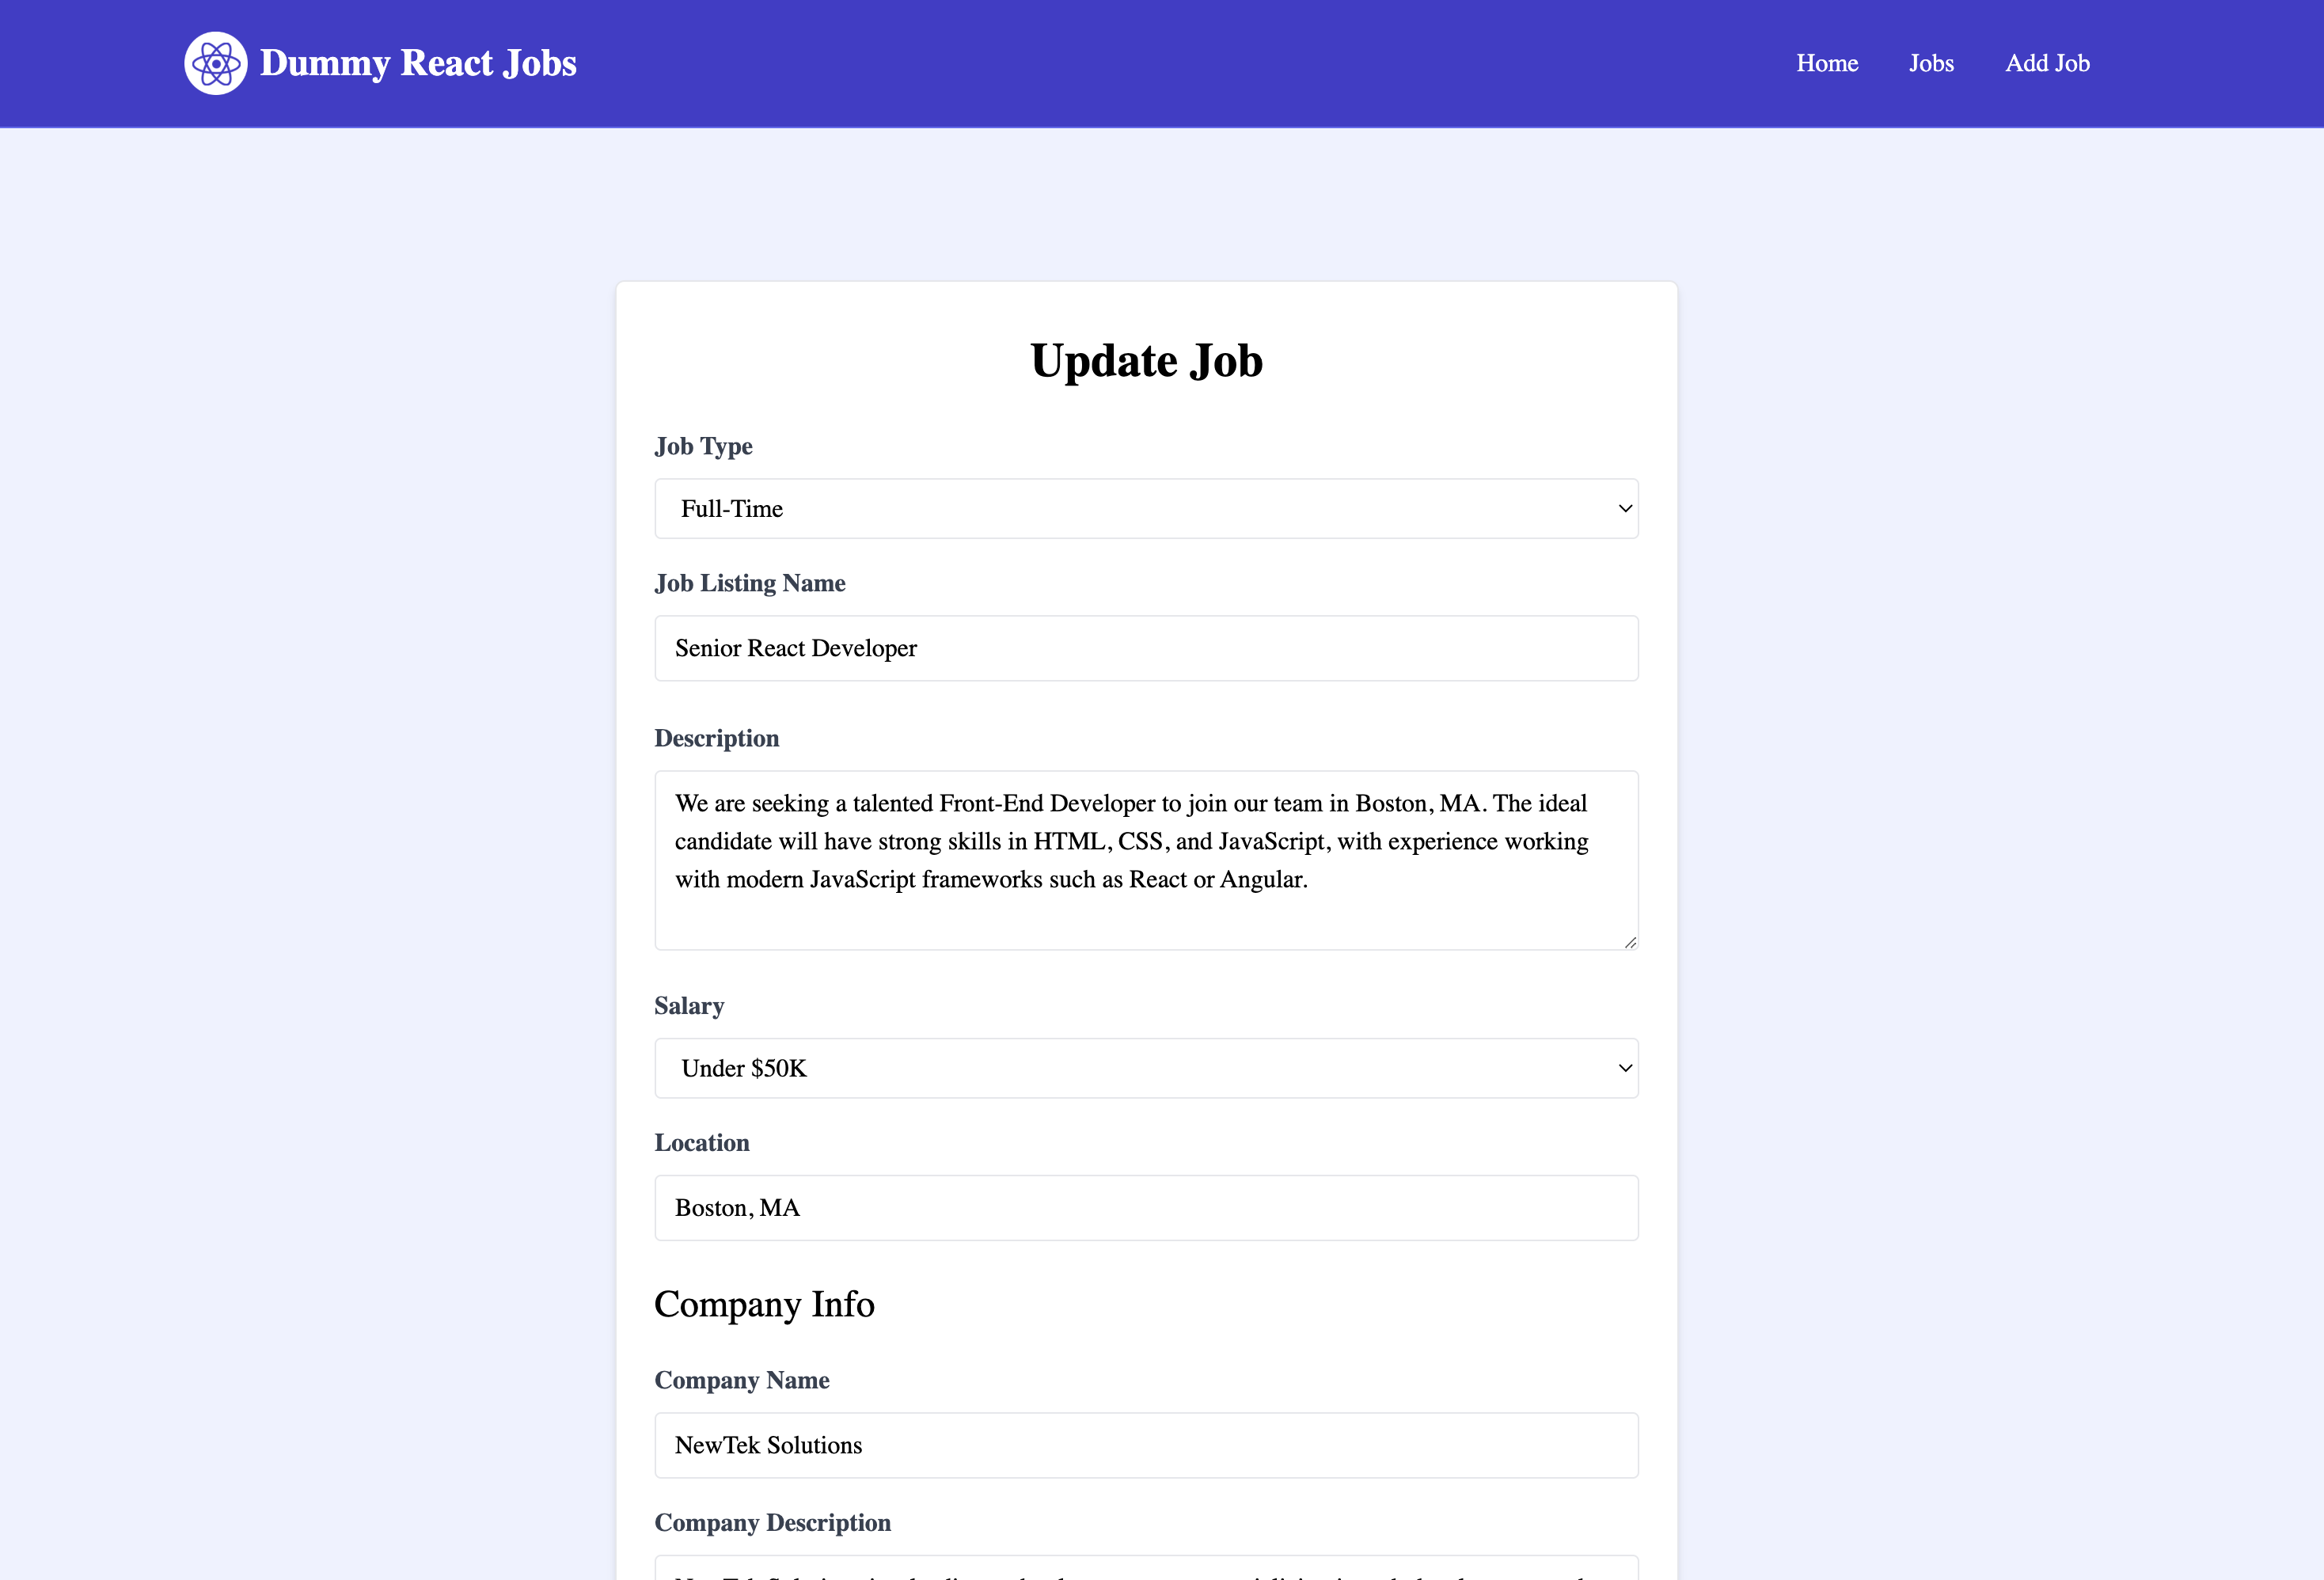 Dummy React Jobs
Home
Jobs
Add Job
Update Job
Job Type
Full-Time
Job Listing Name
Senior React Developer
Description
We are seeking a talented Front-End Developer to join our team in Boston, MA. The ideal
candidate will have strong skills in HTML, CSS, and JavaScript, with experience working
with modern JavaScript frameworks such as React or Angular.
Salary
Under $50K
Location
Boston, MA
Company Info
Company Name
NewTek Solutions
Company Description